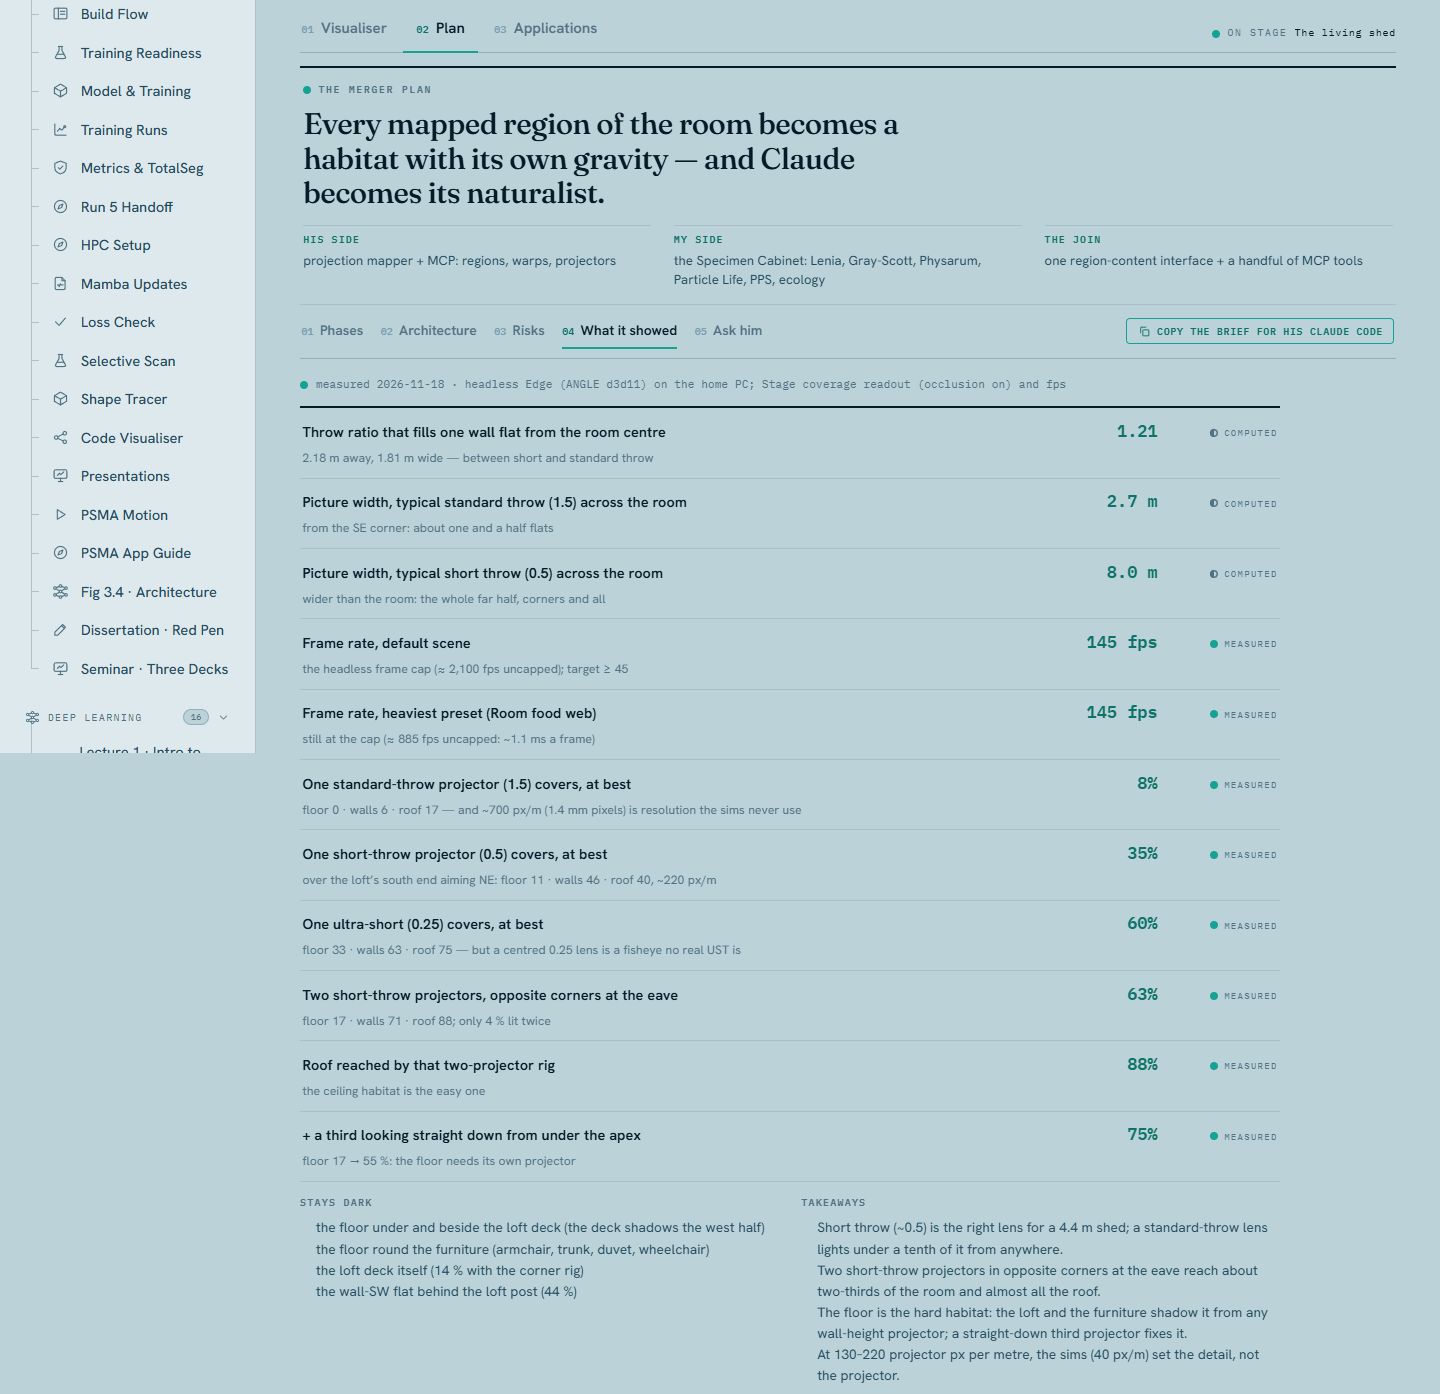 Build Flow
Training Readiness
Model & Training
Training Runs
Metrics & TotalSeg
Run 5 Handoff
HPC Setup
Mamba Updates
Loss Check
Selective Scan
Shape Tracer
Code Visualiser
Presentations
PSMA Motion
PSMA App Guide
Fig 3.4 · Architecture
Dissertation · Red Pen
Seminar · Three Decks
DEEP LEARNING 16
Lecture 1 · Intro to
01 Visualiser 02 Plan 03 Applications
ON STAGE The living shed
THE MERGER PLAN
Every mapped region of the room becomes a
habitat with its own gravity — and Claude
becomes its naturalist.
HIS SIDE
projection mapper + MCP: regions, warps, projectors
MY SIDE
the Specimen Cabinet: Lenia, Gray-Scott, Physarum,
Particle Life, PPS, ecology
THE JOIN
one region-content interface + a handful of MCP tools
01 Phases 02 Architecture 03 Risks 04 What it showed 05 Ask him
COPY THE BRIEF FOR HIS CLAUDE CODE
measured 2026-11-18 · headless Edge (ANGLE d3d11) on the home PC; Stage coverage readout (occlusion on) and fps
Throw ratio that fills one wall flat from the room centre 1.21 COMPUTED
2.18 m away, 1.81 m wide — between short and standard throw
Picture width, typical standard throw (1.5) across the room 2.7 m COMPUTED
from the SE corner: about one and a half flats
Picture width, typical short throw (0.5) across the room 8.0 m COMPUTED
wider than the room: the whole far half, corners and all
Frame rate, default scene 145 fps MEASURED
the headless frame cap (≈ 2,100 fps uncapped); target ≥ 45
Frame rate, heaviest preset (Room food web) 145 fps MEASURED
still at the cap (≈ 885 fps uncapped: ~1.1 ms a frame)
One standard-throw projector (1.5) covers, at best 8% MEASURED
floor 0 · walls 6 · roof 17 — and ~700 px/m (1.4 mm pixels) is resolution the sims never use
One short-throw projector (0.5) covers, at best 35% MEASURED
over the loft's south end aiming NE: floor 11 · walls 46 · roof 40, ~220 px/m
One ultra-short (0.25) covers, at best 60% MEASURED
floor 33 · walls 63 · roof 75 — but a centred 0.25 lens is a fisheye no real UST is
Two short-throw projectors, opposite corners at the eave 63% MEASURED
floor 17 · walls 71 · roof 88; only 4 % lit twice
Roof reached by that two-projector rig 88% MEASURED
the ceiling habitat is the easy one
+ a third looking straight down from under the apex 75% MEASURED
floor 17 → 55 %: the floor needs its own projector
STAYS DARK
the floor under and beside the loft deck (the deck shadows the west half)
the floor round the furniture (armchair, trunk, duvet, wheelchair)
the loft deck itself (14 % with the corner rig)
the wall-SW flat behind the loft post (44 %)
TAKEAWAYS
Short throw (~0.5) is the right lens for a 4.4 m shed; a standard-throw lens
lights under a tenth of it from anywhere.
Two short-throw projectors in opposite corners at the eave reach about
two-thirds of the room and almost all the roof.
The floor is the hard habitat: the loft and the furniture shadow it from any
wall-height projector; a straight-down third projector fixes it.
At 130–220 projector px per metre, the sims (40 px/m) set the detail, not
the projector.